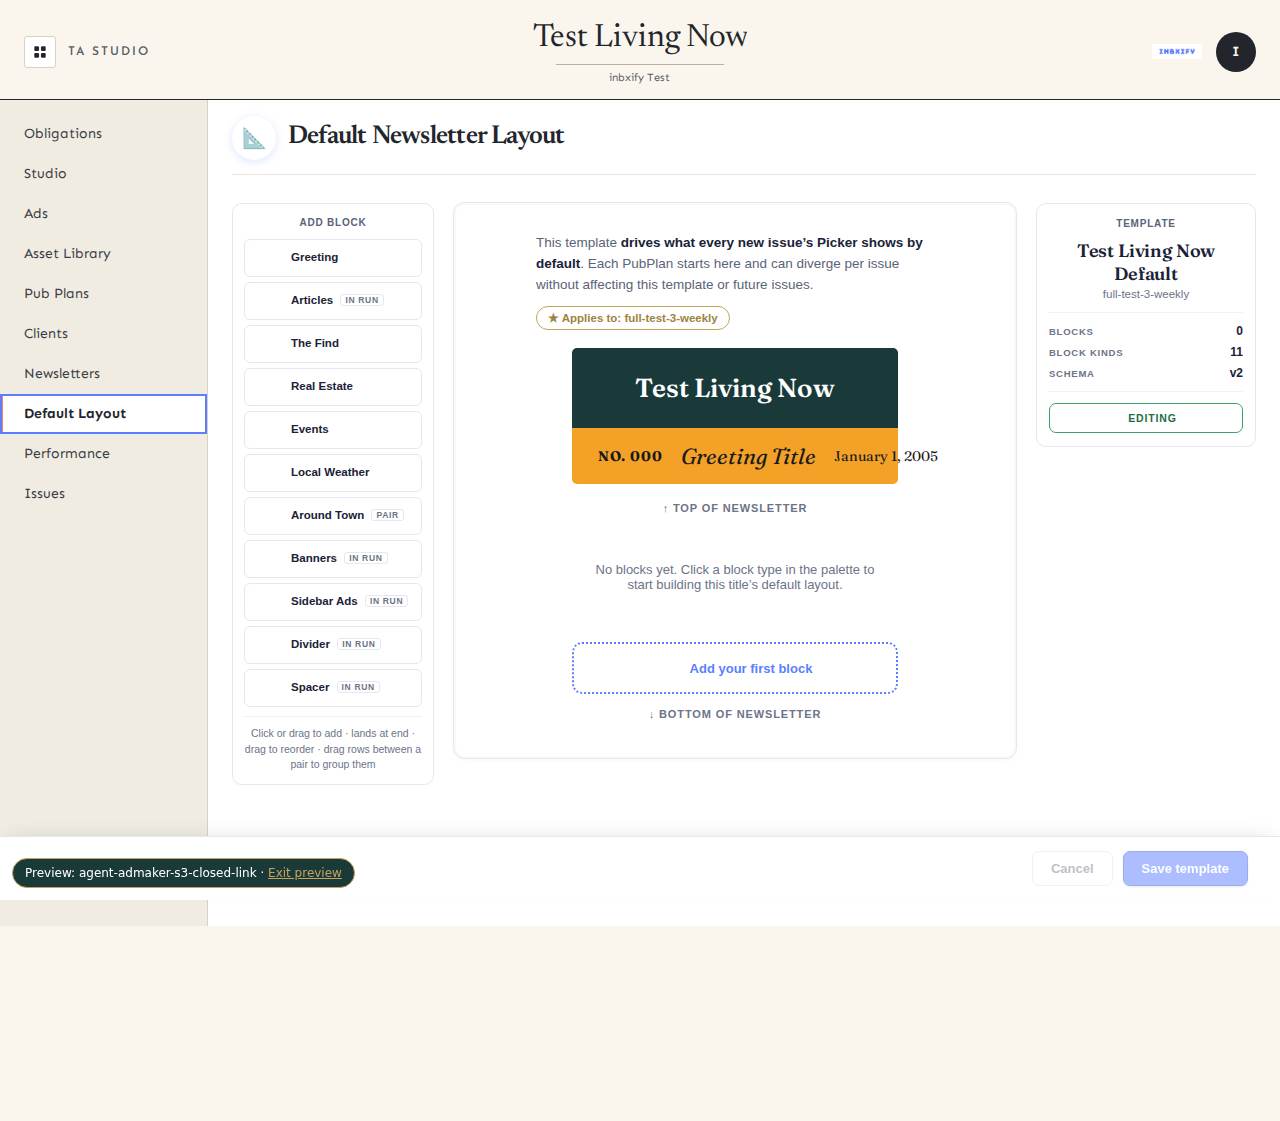 TA STUDIO
Test Living Now
inbxify Test
INBXIFY
I
Obligations
Studio
Ads
Asset Library
Pub Plans
Clients
Newsletters
Default Layout
Performance
Issues
Default Newsletter Layout
ADD BLOCK
Greeting
Articles IN RUN
The Find
Real Estate
Events
Local Weather
Around Town PAIR
Banners IN RUN
Sidebar Ads IN RUN
Divider IN RUN
Spacer IN RUN
Click or drag to add · lands at end ·
drag to reorder · drag rows between a
pair to group them
This template drives what every new issue’s Picker shows by
default. Each PubPlan starts here and can diverge per issue
without affecting this template or future issues.
★ Applies to: full-test-3-weekly
Test Living Now
NO. 000 Greeting Title January 1, 2005
↑ TOP OF NEWSLETTER
No blocks yet. Click a block type in the palette to
start building this title’s default layout.
Add your first block
↓ BOTTOM OF NEWSLETTER
TEMPLATE
Test Living Now
Default
full-test-3-weekly
BLOCKS 0
BLOCK KINDS 11
SCHEMA v2
EDITING
Preview: agent-admaker-s3-closed-link · Exit preview
Cancel
Save template